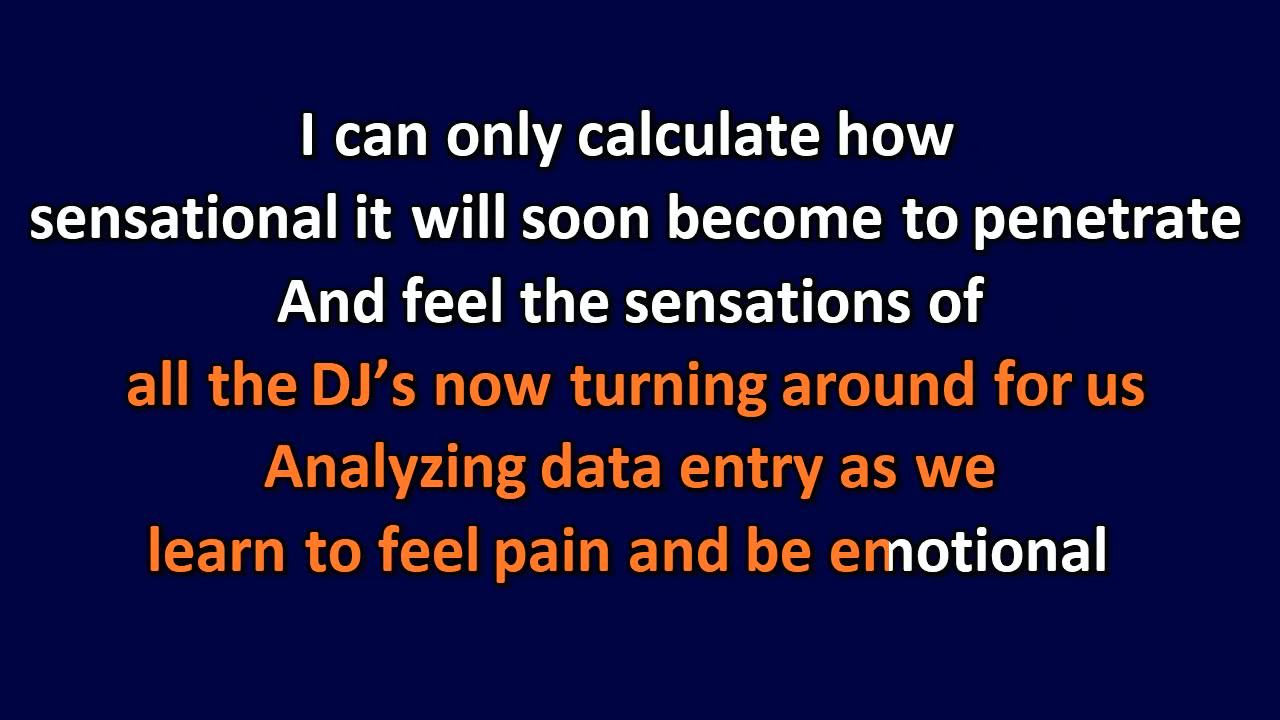 I can only calculate how
sensational it will soon become to penetrate
And feel the sensations of
all the DJ’s now turning around for us
Analyzing data entry as we
learn to feel pain and be emotional